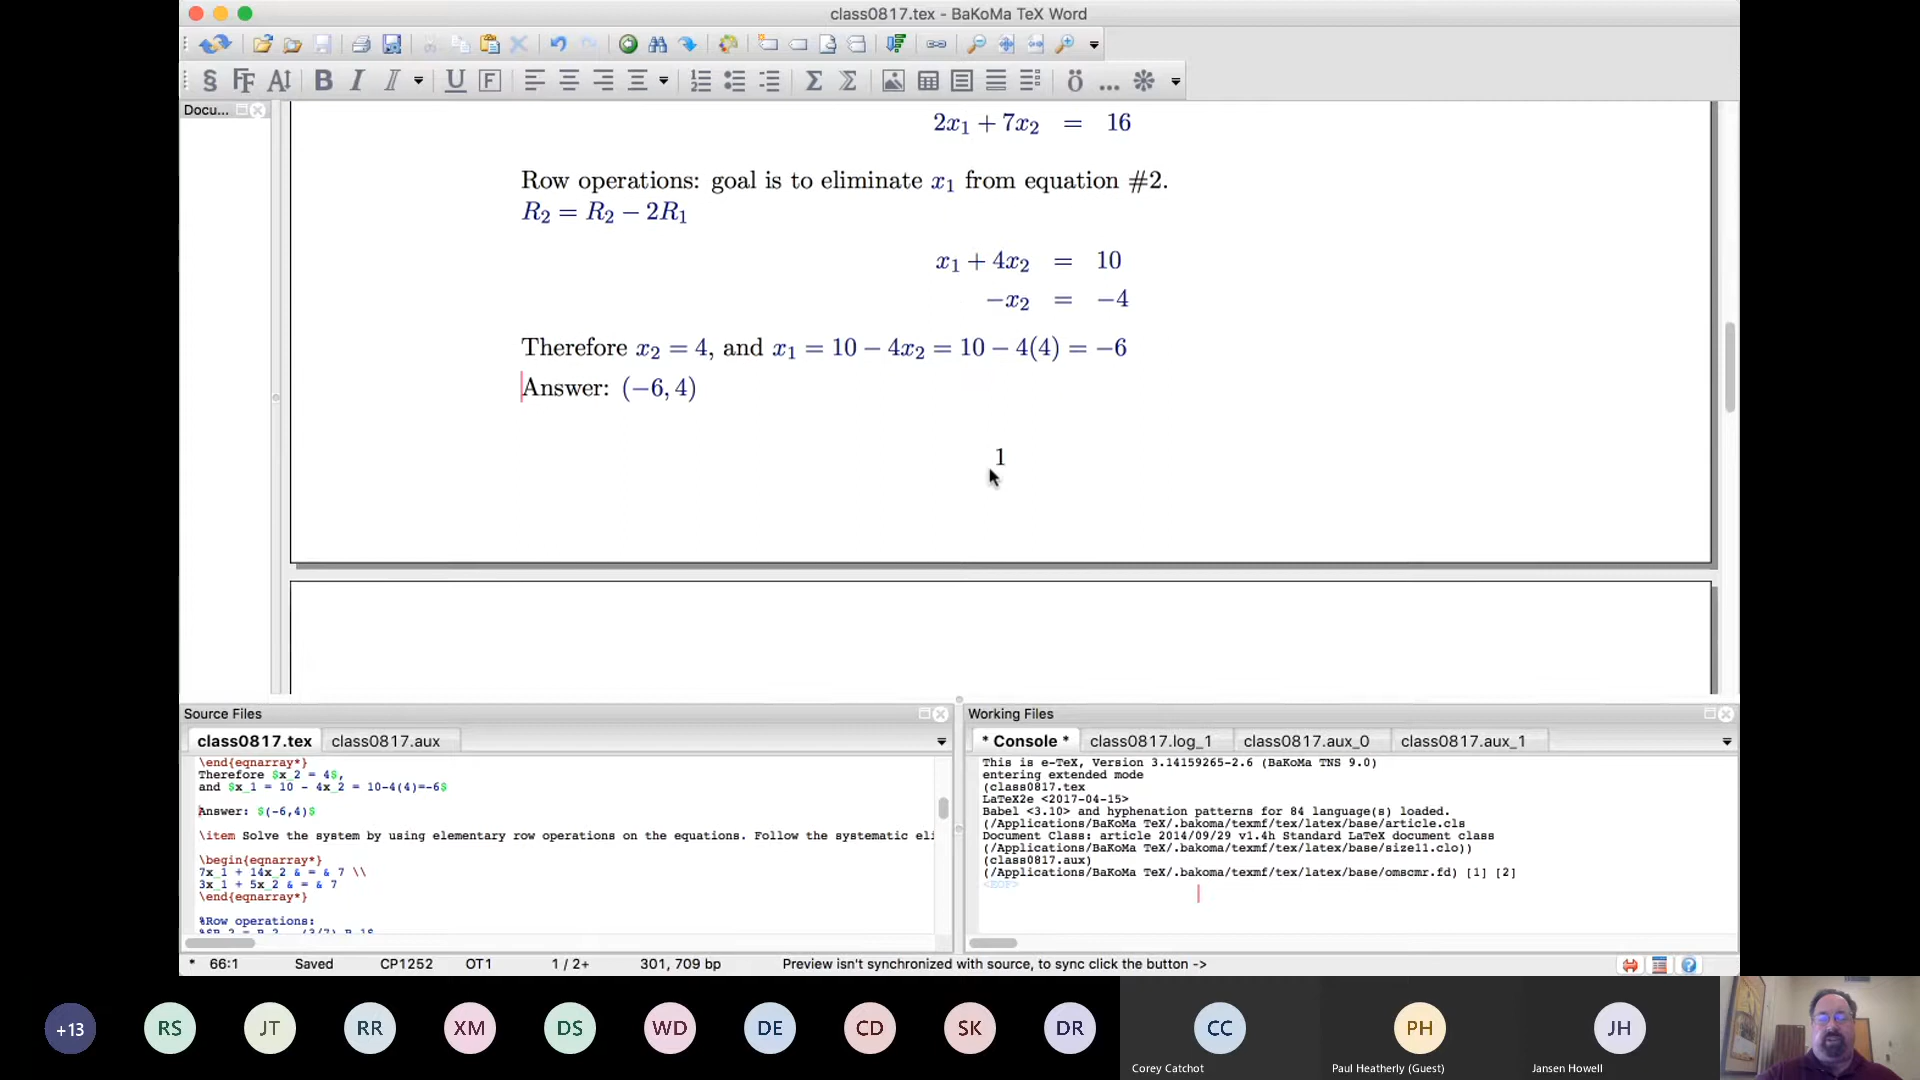 class0817.tex - BaKoMa TeX Word
Docu...
2x₁ + 7x₂ = 16
Row operations: goal is to eliminate x₁ from equation #2.
R₂ = R₂ − 2R₁
x₁ + 4x₂ = 10
−x₂ = −4
Therefore x₂ = 4, and x₁ = 10 − 4x₂ = 10 − 4(4) = −6
Answer: (−6, 4)
1
Source Files
class0817.tex class0817.aux
\end{eqnarray*}
Therefore $x_2 = 4$,
and $x_1 = 10 - 4x_2 = 10-4(4)=-6$
Answer: $(-6,4)$
\item Solve the system by using elementary row operations on the equations. Follow the systematic eli
\begin{eqnarray*}
7x_1 + 14x_2 & = & 7 \\
3x_1 + 5x_2 & = & 7
\end{eqnarray*}
%Row operations:
%$R_2 = R_2 - (3/7) R_1$
Working Files
* Console * class0817.log_1 class0817.aux_0 class0817.aux_1
This is e-TeX, Version 3.14159265-2.6 (BaKoMa TNS 9.0)
entering extended mode
(class0817.tex
LaTeX2e <2017-04-15>
Babel <3.10> and hyphenation patterns for 84 language(s) loaded.
(/Applications/BaKoMa TeX/.bakoma/texmf/tex/latex/base/article.cls
Document Class: article 2014/09/29 v1.4h Standard LaTeX document class
(/Applications/BaKoMa TeX/.bakoma/texmf/tex/latex/base/size11.clo))
(class0817.aux)
(/Applications/BaKoMa TeX/.bakoma/texmf/tex/latex/base/omscmr.fd) [1] [2]
<EOF>
* 66:1 Saved CP1252 OT1 1 / 2+ 301, 709 bp Preview isn't synchronized with source, to sync click the button ->
+13 RS JT RR XM DS WD DE CD SK DR CC PH JH
Corey Catchot Paul Heatherly (Guest) Jansen Howell